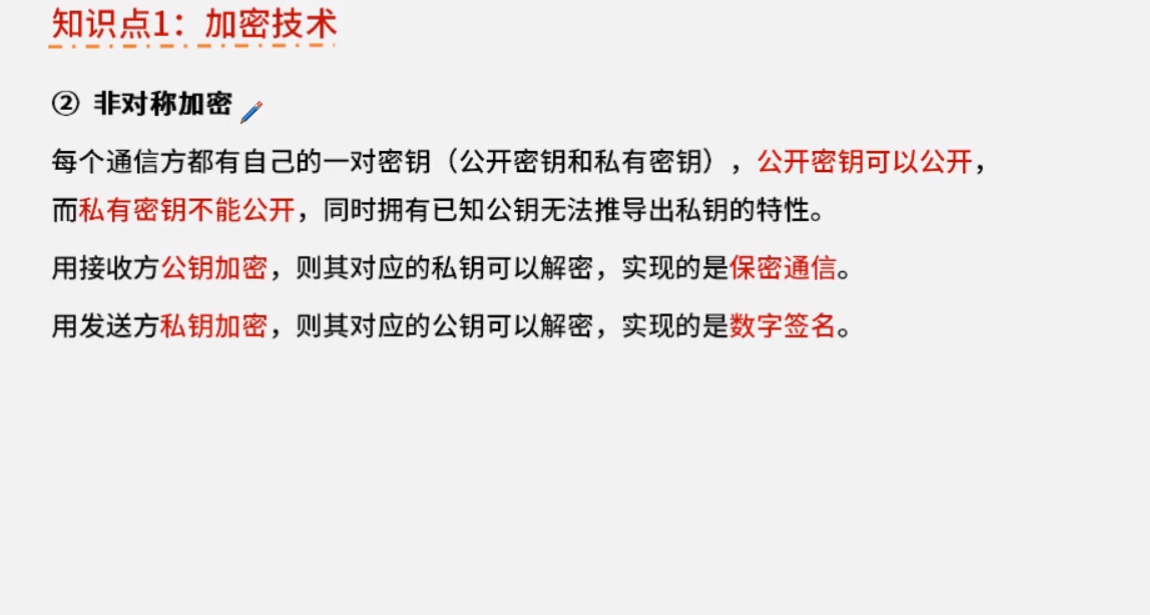 知识点1：加密技术
② 非对称加密
每个通信方都有自己的一对密钥（公开密钥和私有密钥），公开密钥可以公开，
而私有密钥不能公开，同时拥有已知公钥无法推导出私钥的特性。
用接收方公钥加密，则其对应的私钥可以解密，实现的是保密通信。
用发送方私钥加密，则其对应的公钥可以解密，实现的是数字签名。